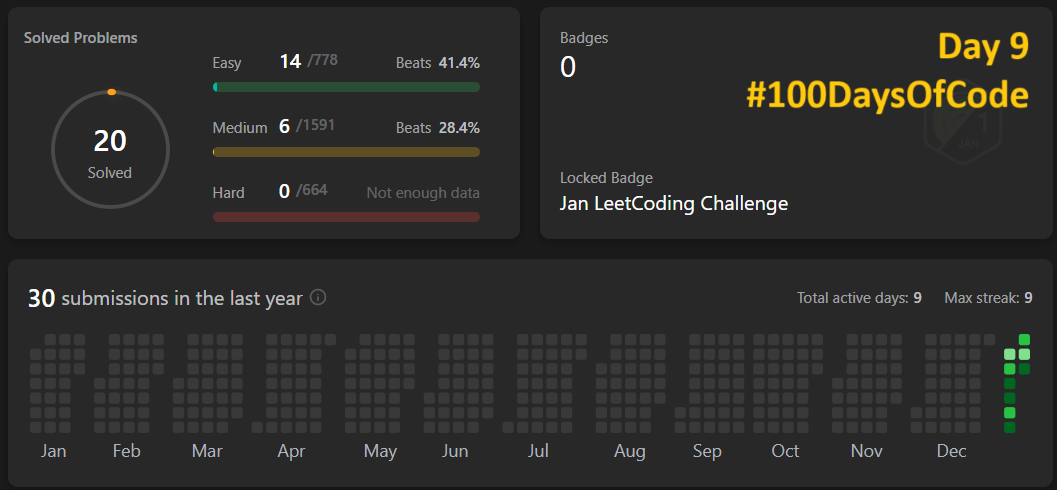 Solved Problems
20
Solved
Easy 14 /778 Beats 41.4%
Medium 6 /1591 Beats 28.4%
Hard 0 /664 Not enough data
Badges
0
Day 9
#100DaysOfCode
1
JAN
Locked Badge
Jan LeetCoding Challenge
30 submissions in the last year
Total active days: 9 Max streak: 9
Jan Feb Mar Apr May Jun Jul Aug Sep Oct Nov Dec